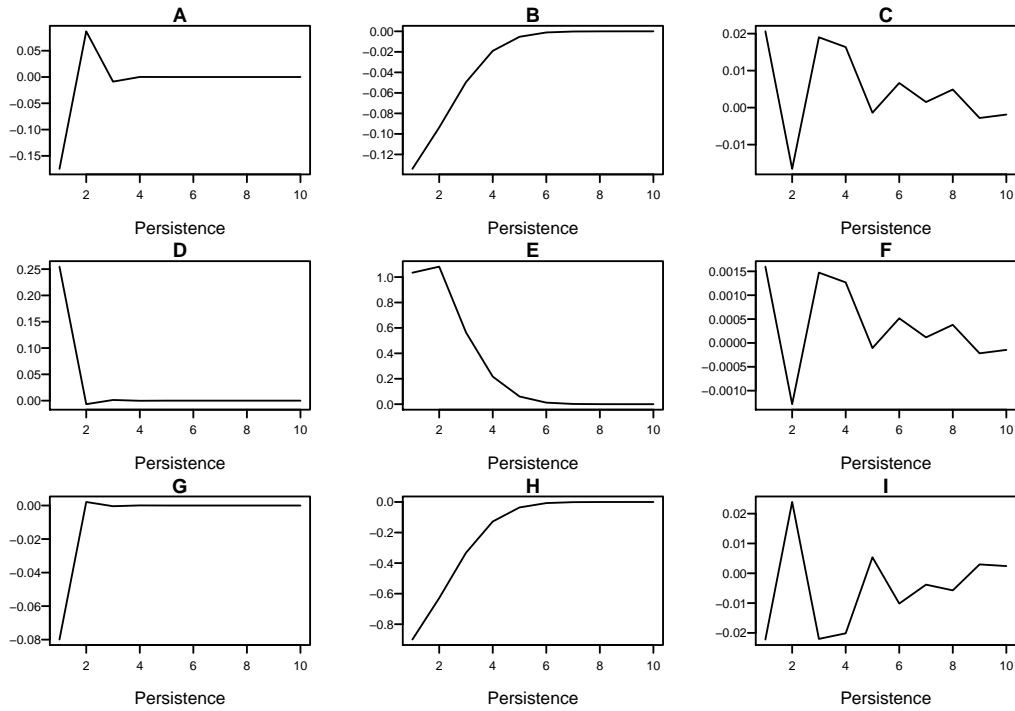 A B C
0.05
0.00
−0.05
−0.10
−0.15
2 4 6 8 10
Persistence
0.00
−0.02
−0.04
−0.06
−0.08
−0.10
−0.12
2 4 6 8 10
Persistence
0.02
0.01
0.00
−0.01
2 4 6 8 10
Persistence
D E F
0.25
0.20
0.15
0.10
0.05
0.00
2 4 6 8 10
Persistence
1.0
0.8
0.6
0.4
0.2
0.0
2 4 6 8 10
Persistence
0.0015
0.0010
0.0005
0.0000
−0.0005
−0.0010
2 4 6 8 10
Persistence
G H I
0.00
−0.02
−0.04
−0.06
−0.08
2 4 6 8 10
Persistence
0.0
−0.2
−0.4
−0.6
−0.8
2 4 6 8 10
Persistence
0.02
0.01
0.00
−0.01
−0.02
2 4 6 8 10
Persistence